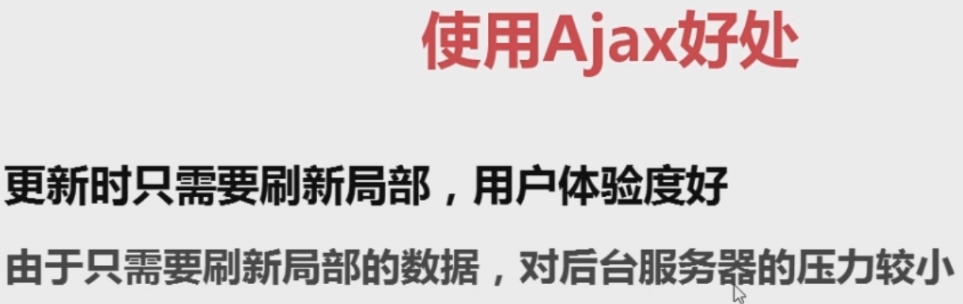 使用Ajax好处
更新时只需要刷新局部，用户体验度好
由于只需要刷新局部的数据，对后台服务器的压力较小